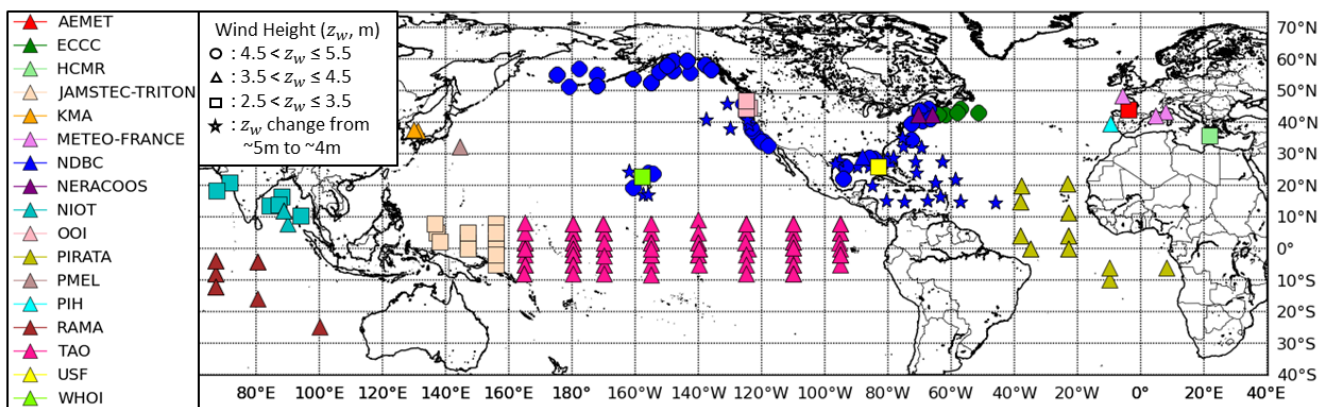 AEMET
ECCC
HCMR
JAMSTEC-TRITON
KMA
METEO-FRANCE
NDBC
NERACOOS
NIOT
OOI
PIRATA
PMEL
PIH
RAMA
TAO
USF
WHOI
Wind Height (z_w, m)
: 4.5 < z_w ≤ 5.5
: 3.5 < z_w ≤ 4.5
: 2.5 < z_w ≤ 3.5
: z_w change from
~5m to ~4m
70°N
60°N
50°N
40°N
30°N
20°N
10°N
0°
10°S
20°S
30°S
40°S
80°E 100°E 120°E 140°E 160°E 180° 160°W 140°W 120°W 100°W 80°W 60°W 40°W 20°W 0° 20°E 40°E